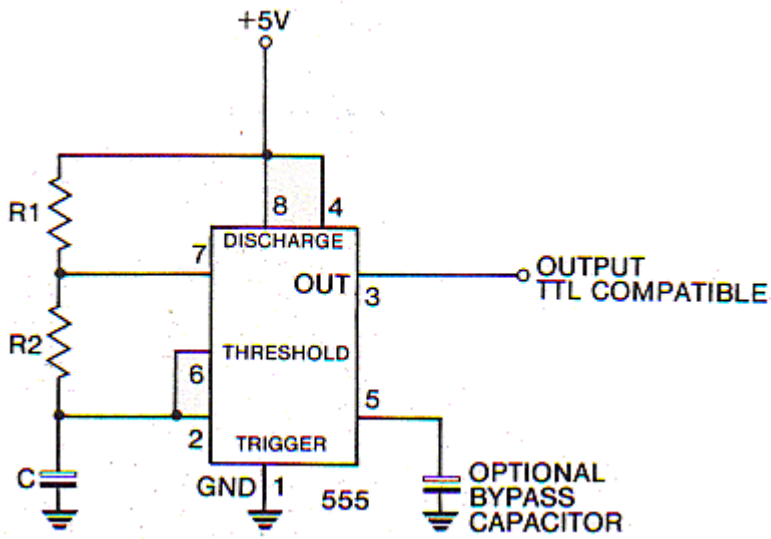 +5V
R1
8
4
DISCHARGE
7
OUT
3
OUTPUT
TTL COMPATIBLE
R2
THRESHOLD
6
5
2
TRIGGER
C
GND
1
555
OPTIONAL
BYPASS
CAPACITOR